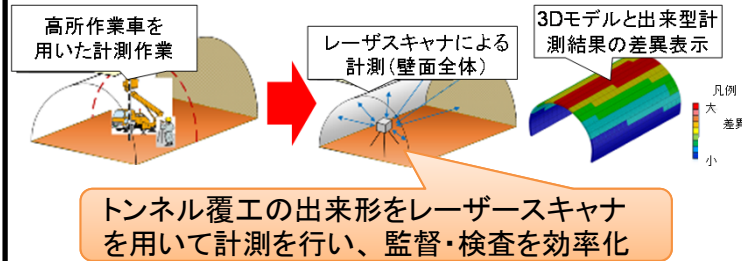 高所作業車を
用いた計測作業
レーザスキャナによる
計測(壁面全体)
3Dモデルと出来型計
測結果の差異表示
凡例
大
差異
小
トンネル覆工の出来形をレーザースキャナ
を用いて計測を行い、監督・検査を効率化